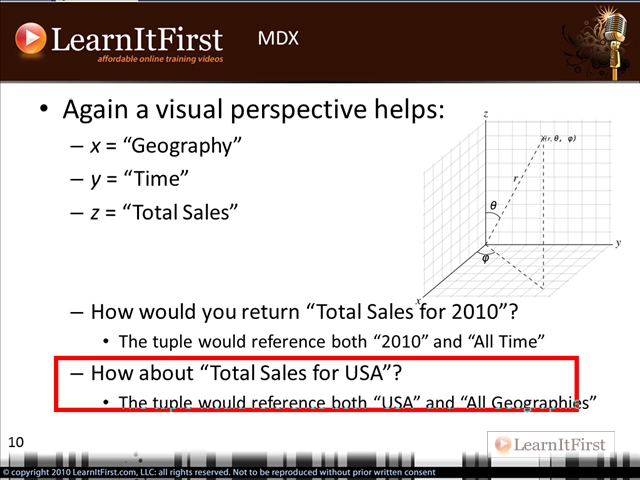 LearnItFirst
affordable online training videos
MDX
• Again a visual perspective helps:
– x = “Geography”
– y = “Time”
– z = “Total Sales”
z
(r, θ, φ)
r
θ
y
φ
x
– How would you return “Total Sales for 2010”?
• The tuple would reference both “2010” and “All Time”
– How about “Total Sales for USA”?
• The tuple would reference both “USA” and “All Geographies”
10
LearnItFirst
© copyright 2010 LearnItFirst.com, LLC: all rights reserved. Not to be reproduced without prior written consent